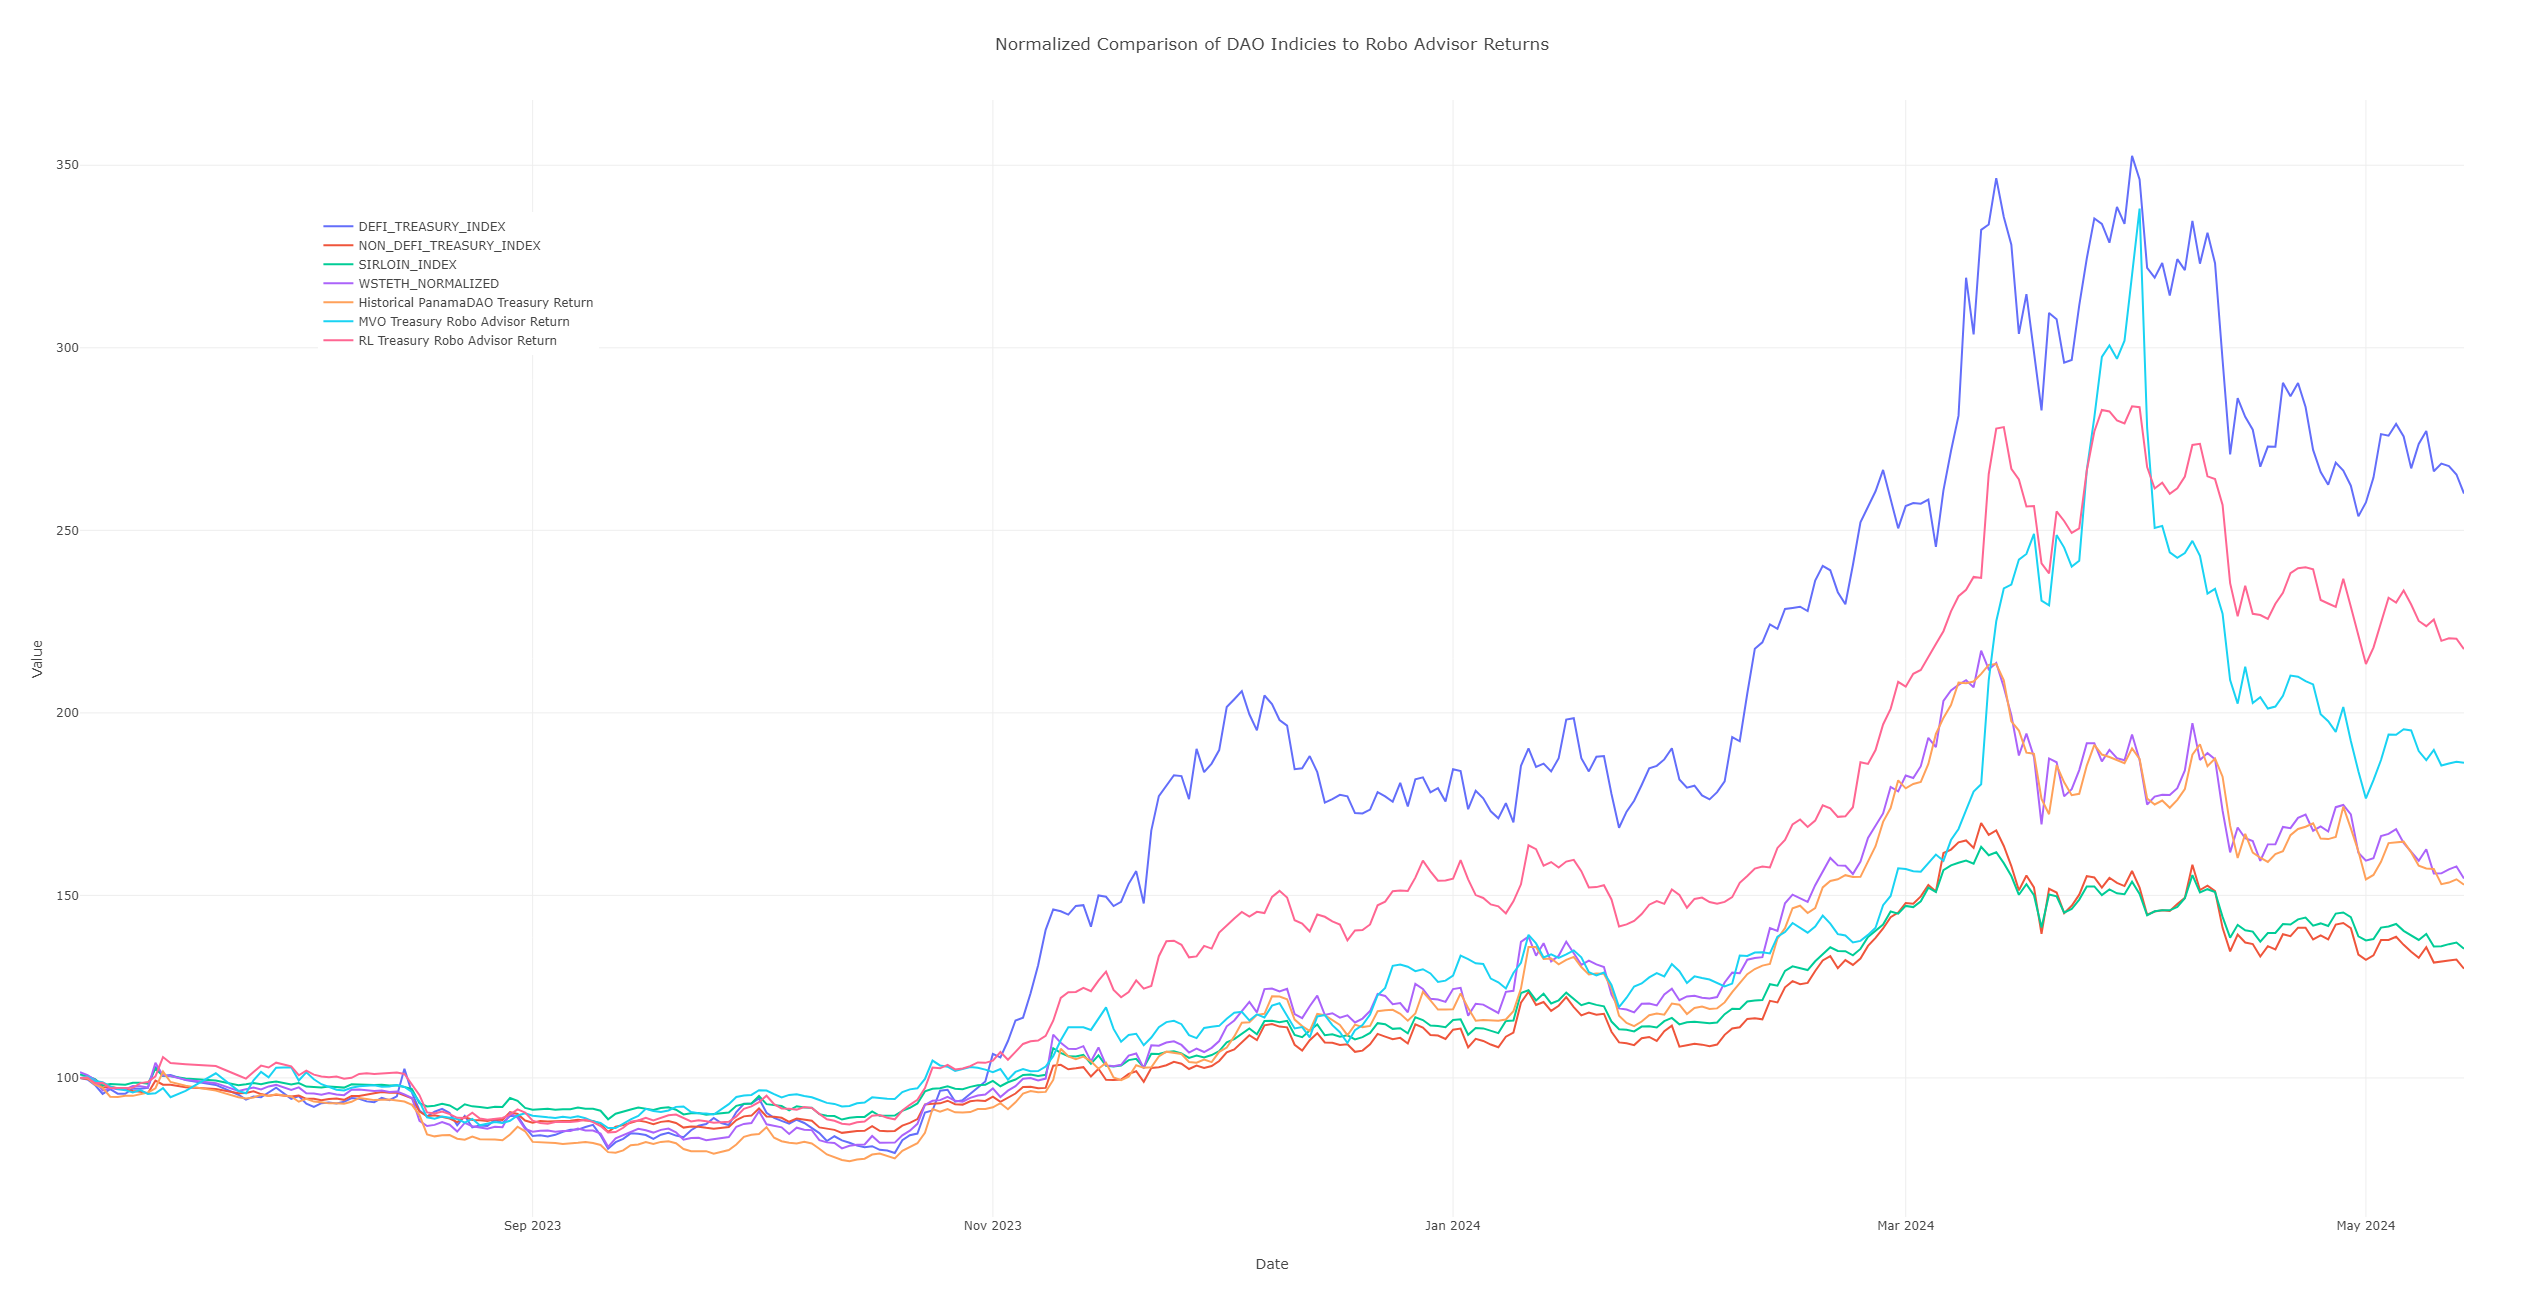 Normalized Comparison of DAO Indicies to Robo Advisor Returns
350
DEFI_TREASURY_INDEX
NON_DEFI_TREASURY_INDEX
SIRLOIN_INDEX
WSTETH_NORMALIZED
Historical PanamaDAO Treasury Return
MVO Treasury Robo Advisor Return
RL Treasury Robo Advisor Return
300
250
200
Value
150
100
Sep 2023
Nov 2023
Jan 2024
Mar 2024
May 2024
Date